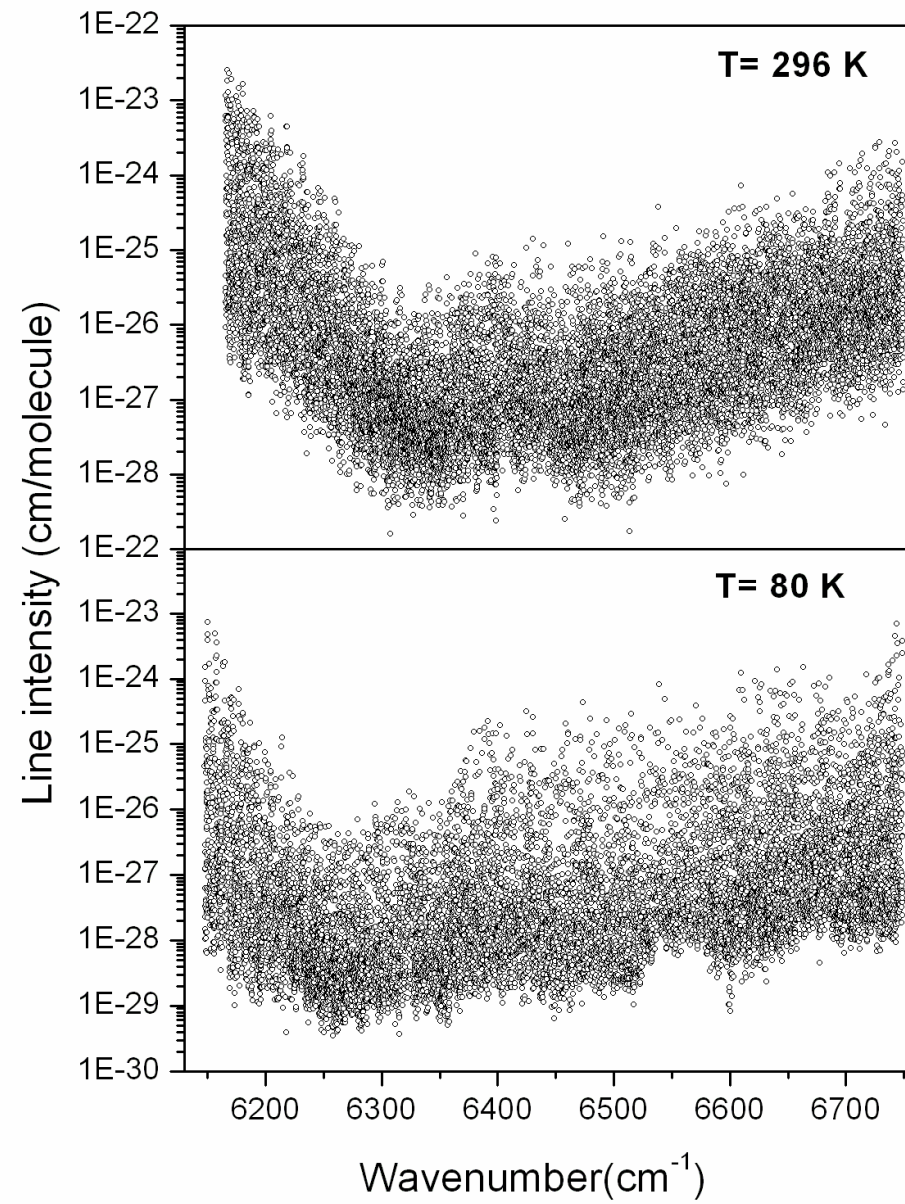 1E-22
T= 296 K
1E-23
1E-24
1E-25
1E-26
1E-27
1E-28
1E-22
T= 80 K
1E-23
1E-24
1E-25
1E-26
1E-27
1E-28
1E-29
1E-30
Line intensity (cm/molecule)
6200 6300 6400 6500 6600 6700
Wavenumber(cm⁻¹)